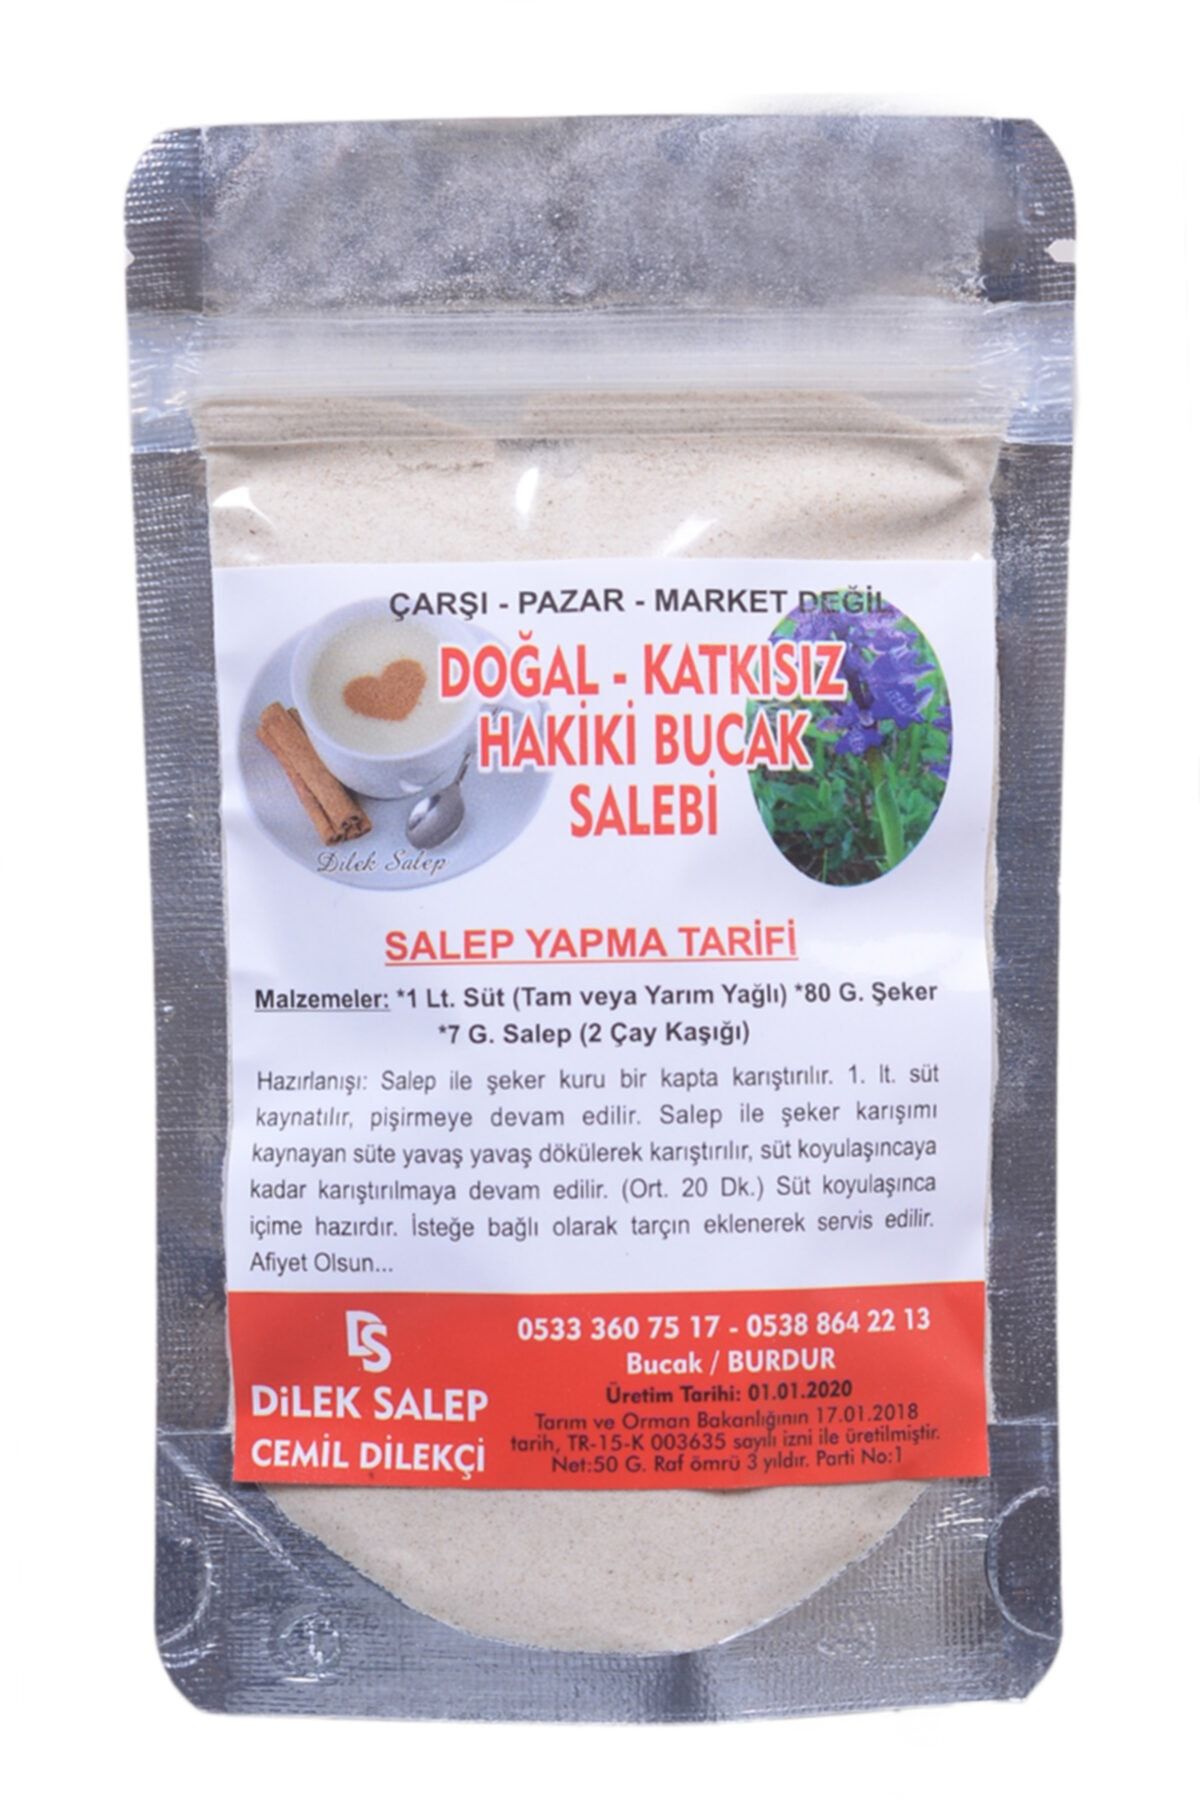 ÇARŞI - PAZAR - MARKET DEĞİL
DOĞAL - KATKISIZ
HAKİKİ BUCAK
SALEBİ
Dilek Salep
SALEP YAPMA TARİFİ
Malzemeler: *1 Lt. Süt (Tam veya Yarım Yağlı) *80 G. Şeker
*7 G. Salep (2 Çay Kaşığı)
Hazırlanışı: Salep ile şeker kuru bir kapta karıştırılır. 1. lt. süt
kaynatılır, pişirmeye devam edilir. Salep ile şeker karışımı
kaynayan süte yavaş yavaş dökülerek karıştırılır, süt koyulaşıncaya
kadar karıştırılmaya devam edilir. (Ort. 20 Dk.) Süt koyulaşınca
içime hazırdır. İsteğe bağlı olarak tarçın eklenerek servis edilir.
Afiyet Olsun...
DS
DiLEK SALEP
CEMİL DİLEKÇİ
0533 360 75 17 - 0538 864 22 13
Bucak / BURDUR
Üretim Tarihi: 01.01.2020
Tarım ve Orman Bakanlığının 17.01.2018
tarih, TR-15-K 003635 sayılı izni ile üretilmiştir.
Net:50 G. Raf ömrü 3 yıldır. Parti No:1